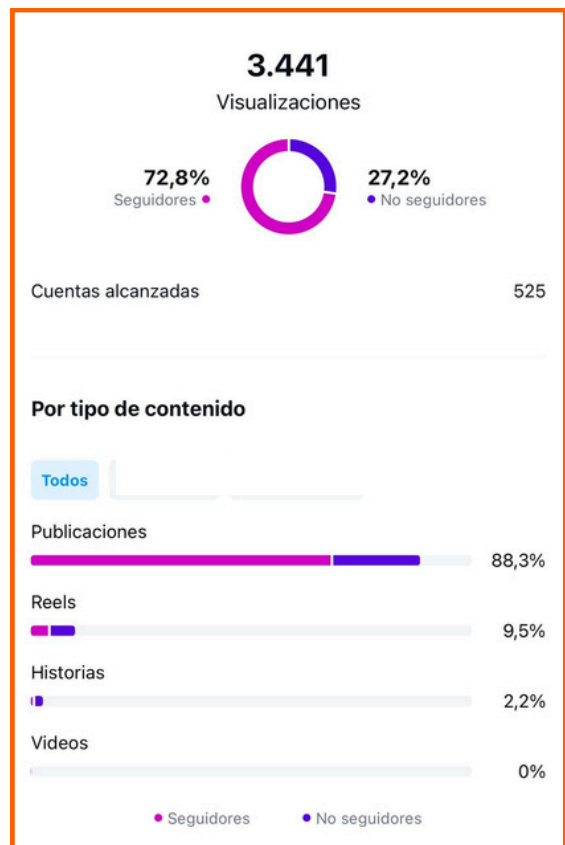 3.441
Visualizaciones
72,8%
Seguidores
27,2%
No seguidores
Cuentas alcanzadas 525
Por tipo de contenido
Todos
Publicaciones
88,3%
Reels
9,5%
Historias
2,2%
Videos
0%
Seguidores No seguidores